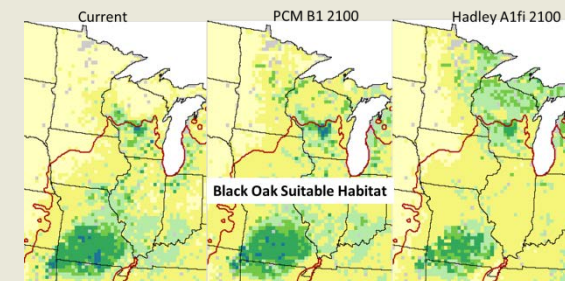 Current
PCM B1 2100
Hadley A1fi 2100
Black Oak Suitable Habitat